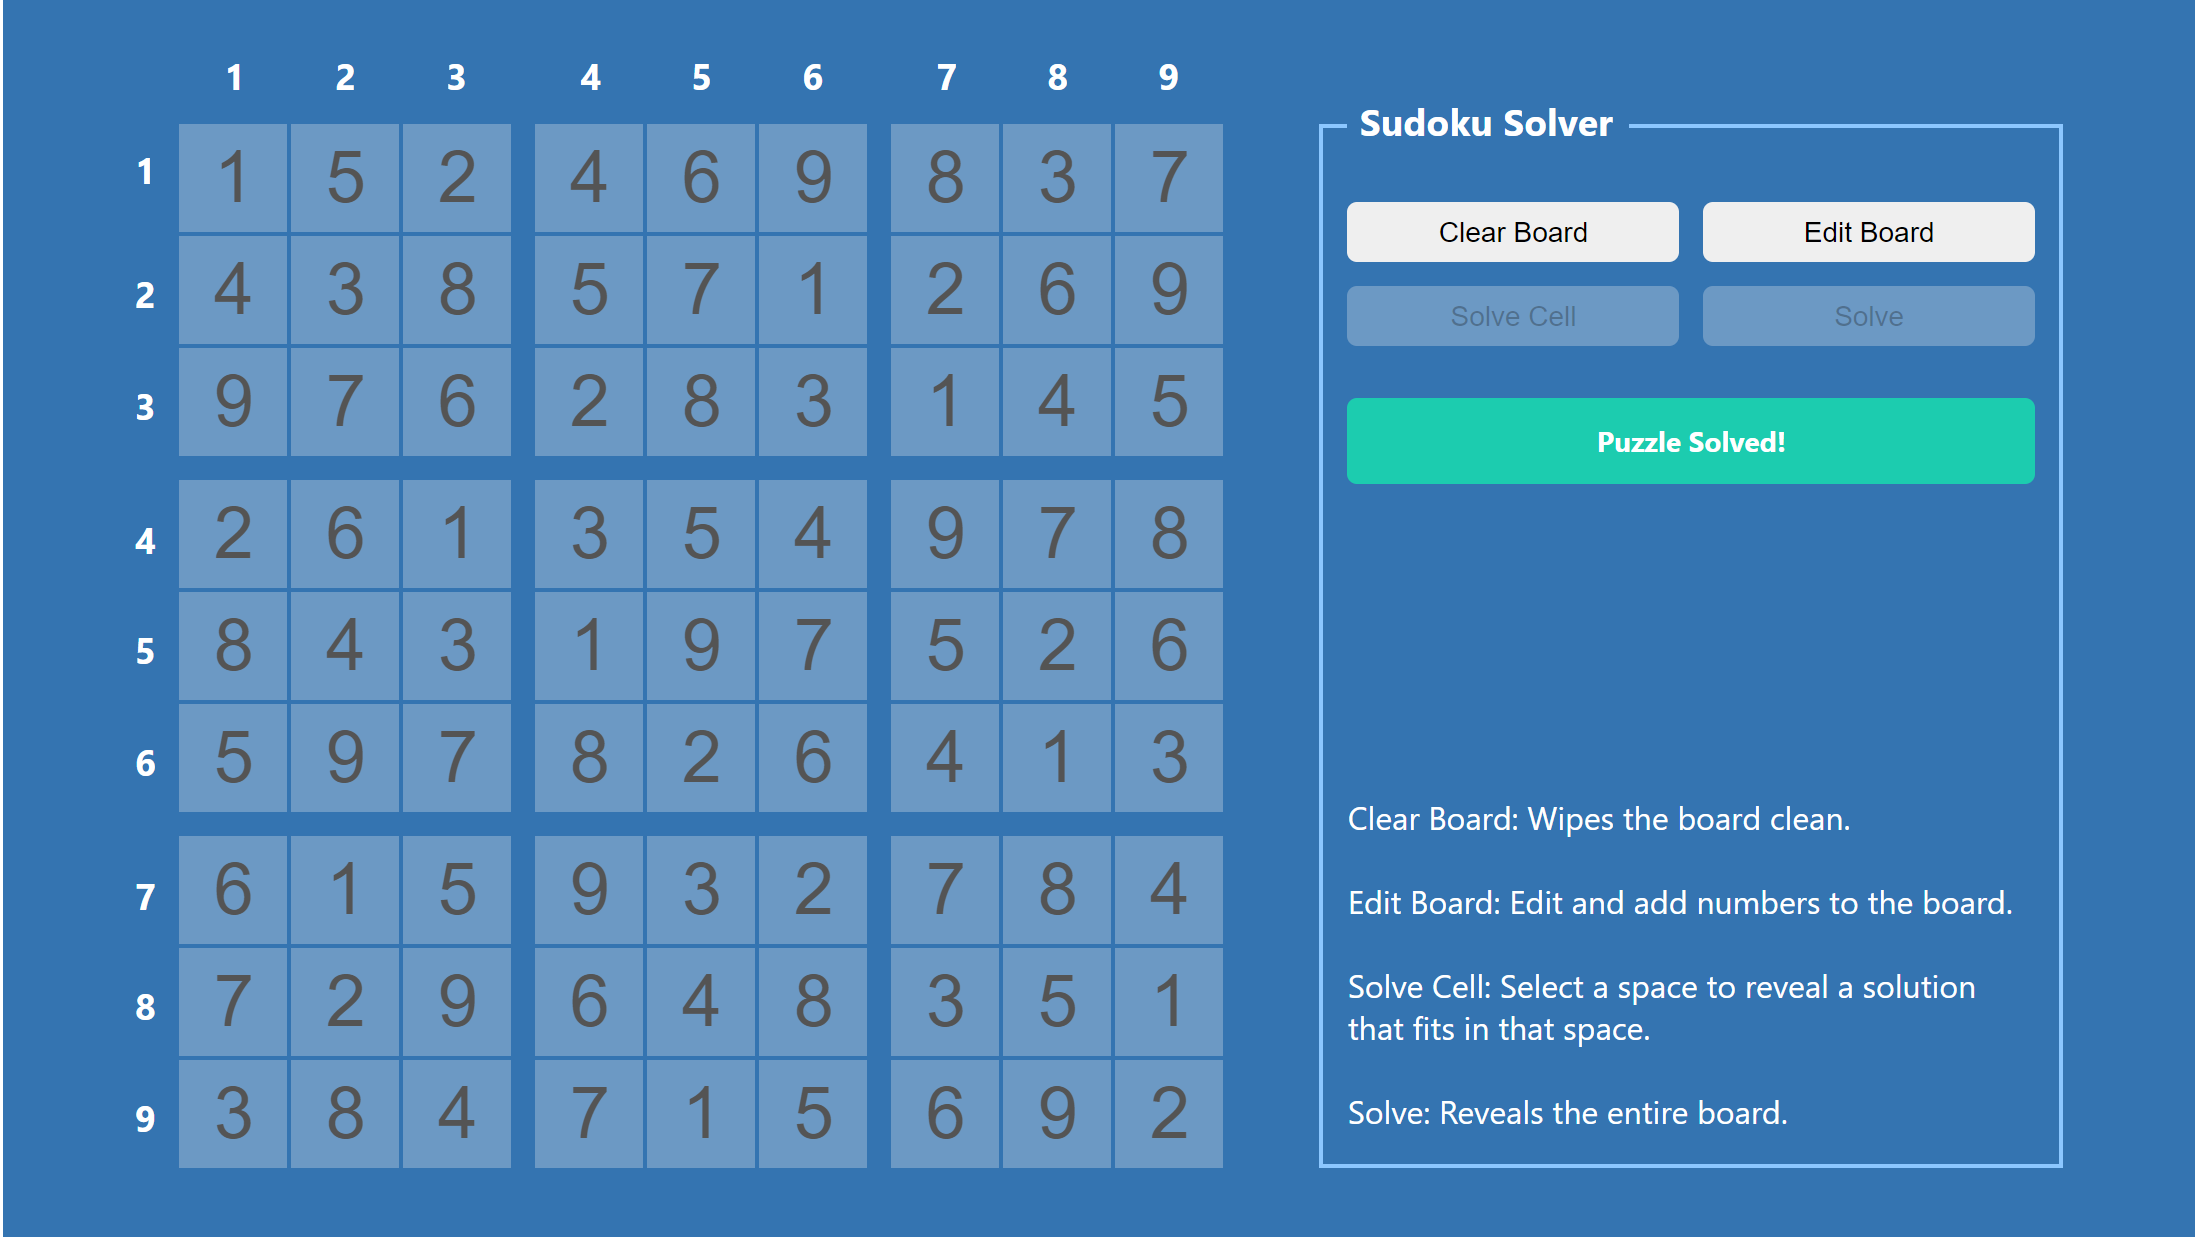 1 2 3 4 5 6 7 8 9
1 1 5 2 4 6 9 8 3 7
2 4 3 8 5 7 1 2 6 9
3 9 7 6 2 8 3 1 4 5
4 2 6 1 3 5 4 9 7 8
5 8 4 3 1 9 7 5 2 6
6 5 9 7 8 2 6 4 1 3
7 6 1 5 9 3 2 7 8 4
8 7 2 9 6 4 8 3 5 1
9 3 8 4 7 1 5 6 9 2
Sudoku Solver
Clear Board Edit Board
Solve Cell Solve
Puzzle Solved!
Clear Board: Wipes the board clean.
Edit Board: Edit and add numbers to the board.
Solve Cell: Select a space to reveal a solution
that fits in that space.
Solve: Reveals the entire board.